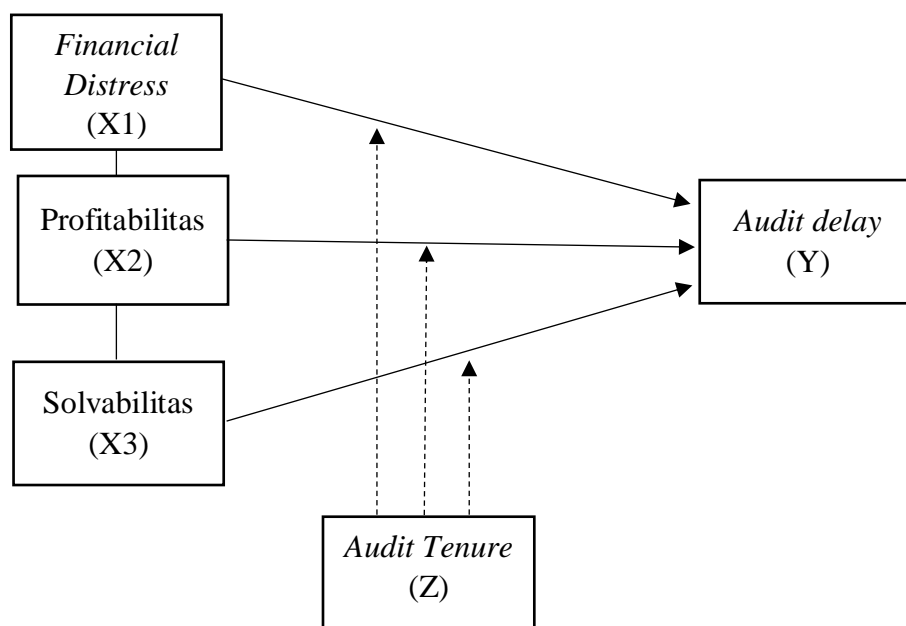 Financial
Distress
(X1)
Profitabilitas
(X2)
Audit delay
(Y)
Solvabilitas
(X3)
Audit Tenure
(Z)